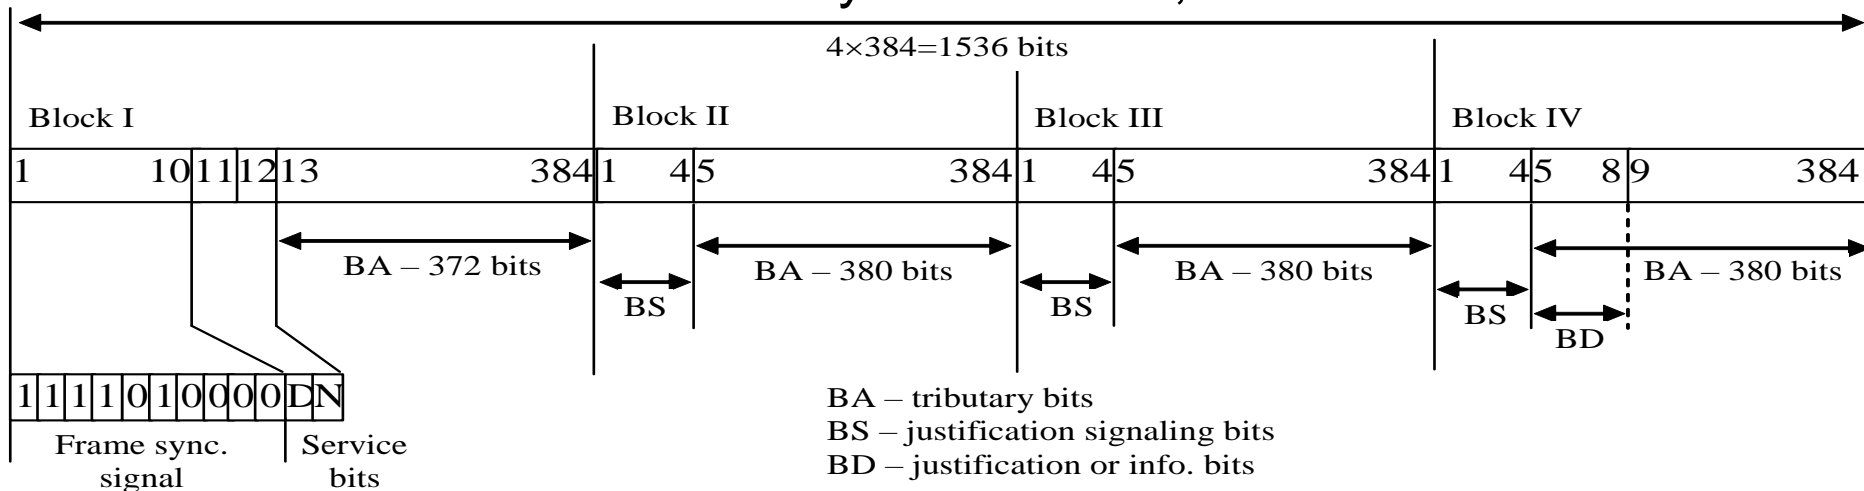 4×384=1536 bits
Block I
Block II
Block III
Block IV
1 10 11 12 13 384 1 4 5 384 1 4 5 384 1 4 5 8 9 384
BA – 372 bits
BA – 380 bits
BA – 380 bits
BA – 380 bits
BS
BS
BS
BD
1 1 1 1 0 1 0 0 0 0 D N
Frame sync.
signal
Service
bits
BA – tributary bits
BS – justification signaling bits
BD – justification or info. bits